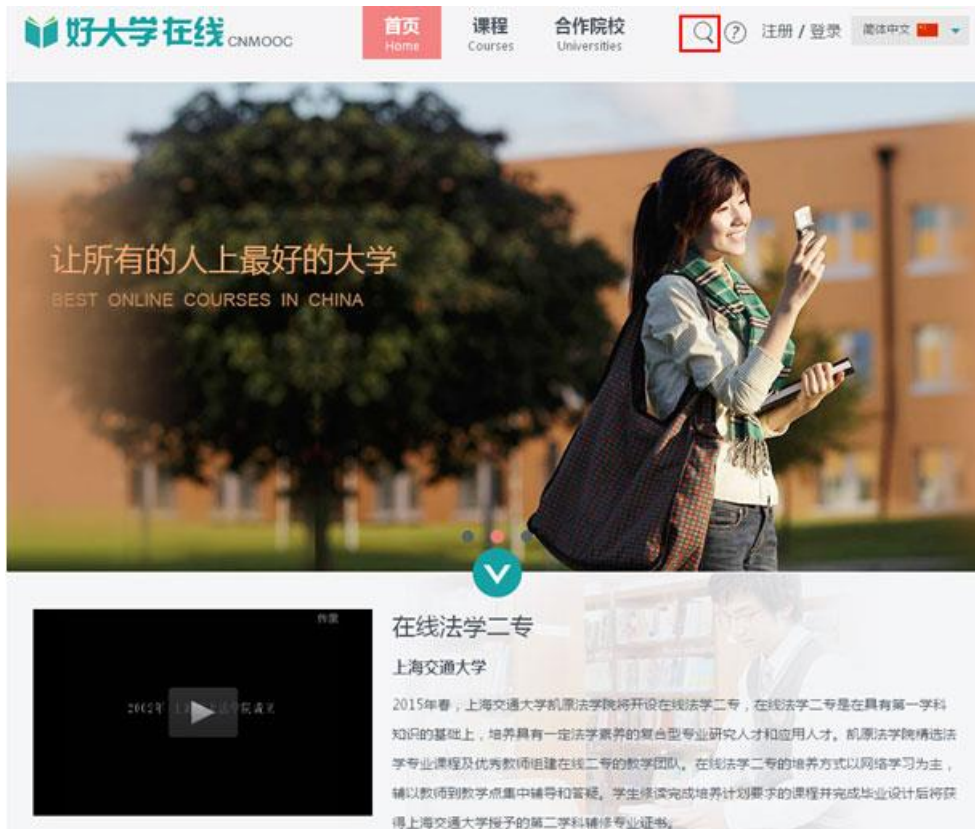 好大学在线 CNMOOC
首页 课程 合作院校 ? 注册 / 登录 简体中文
Home Courses Universities
让所有的人上最好的大学
BEST ONLINE COURSES IN CHINA
在线法学二专
上海交通大学
2015年春，上海交通大学凯原法学院将开设在线法学二专，在线法学二专是在具有第一学科
知识的基础上，培养具有一定法学素养的复合型专业研究人才和应用人才。凯原法学院精选法
学专业课程及优秀教师组建在线二专的教学团队。在线法学二专的培养方式以网络学习为主，
辅以教师到教学点集中辅导和答疑。学生修读完成培养计划要求的课程并完成毕业设计后将获
得上海交通大学授予的第二学科辅修专业证书。
2002年